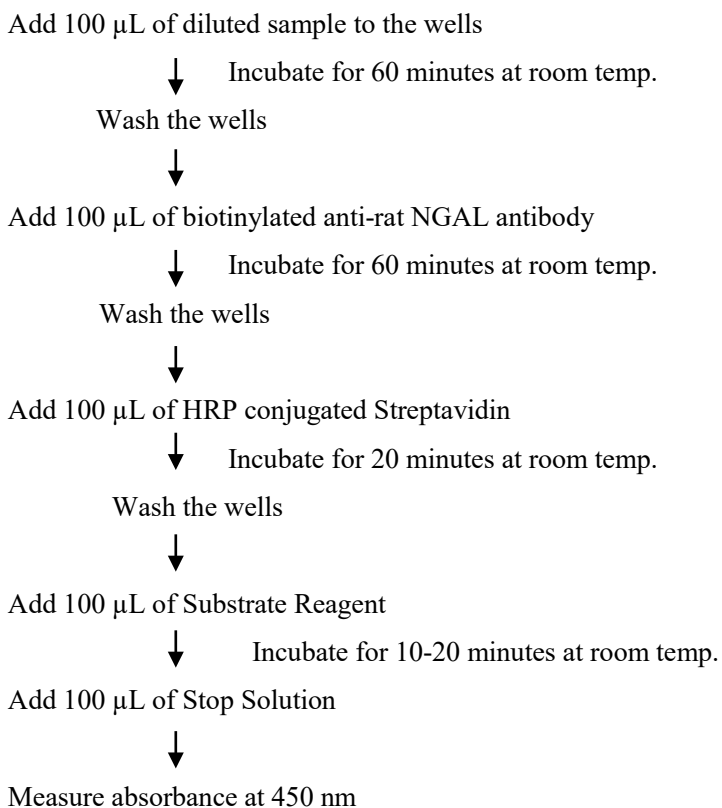 Add 100 µL of diluted sample to the wells
Incubate for 60 minutes at room temp.
Wash the wells
Add 100 µL of biotinylated anti-rat NGAL antibody
Incubate for 60 minutes at room temp.
Wash the wells
Add 100 µL of HRP conjugated Streptavidin
Incubate for 20 minutes at room temp.
Wash the wells
Add 100 µL of Substrate Reagent
Incubate for 10-20 minutes at room temp.
Add 100 µL of Stop Solution
Measure absorbance at 450 nm